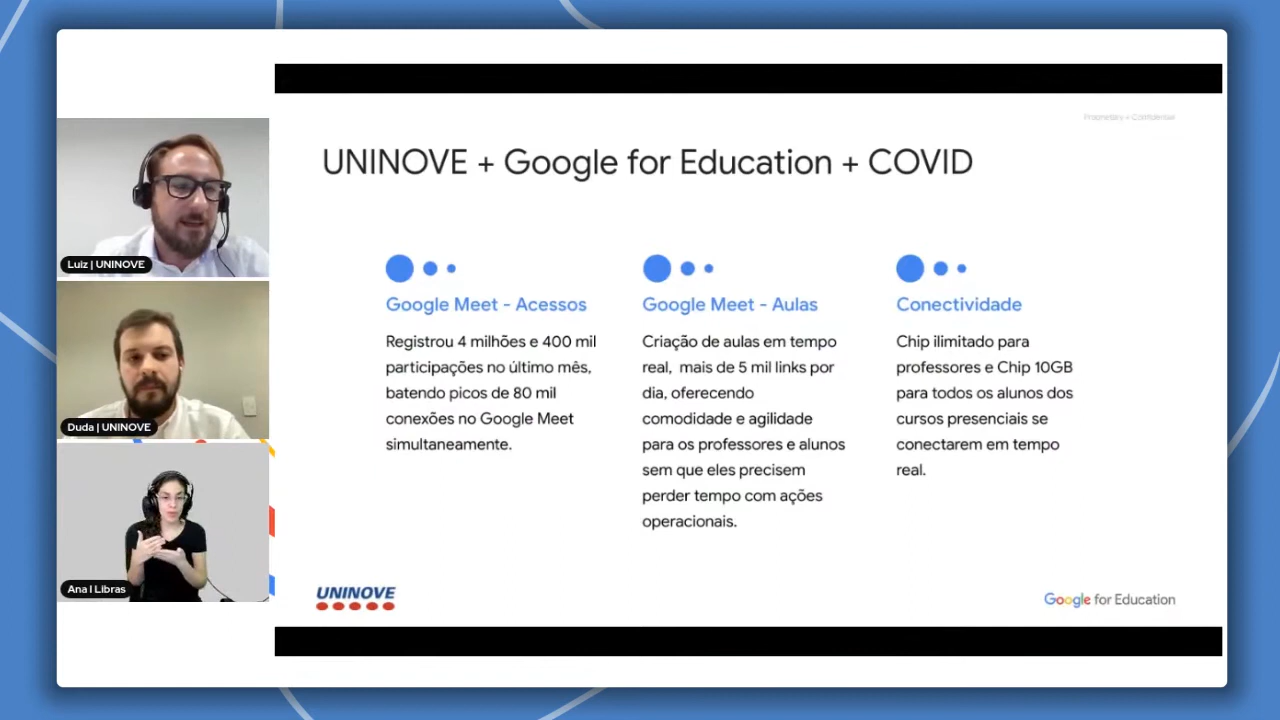 Proprietary + Confidential
UNINOVE + Google for Education + COVID
Luiz | UNINOVE
Duda | UNINOVE
Ana I Libras
Google Meet - Acessos
Registrou 4 milhões e 400 mil
participações no último mês,
batendo picos de 80 mil
conexões no Google Meet
simultaneamente.
Google Meet - Aulas
Criação de aulas em tempo
real, mais de 5 mil links por
dia, oferecendo
comodidade e agilidade
para os professores e alunos
sem que eles precisem
perder tempo com ações
operacionais.
Conectividade
Chip ilimitado para
professores e Chip 10GB
para todos os alunos dos
cursos presenciais se
conectarem em tempo
real.
UNINOVE
Google for Education